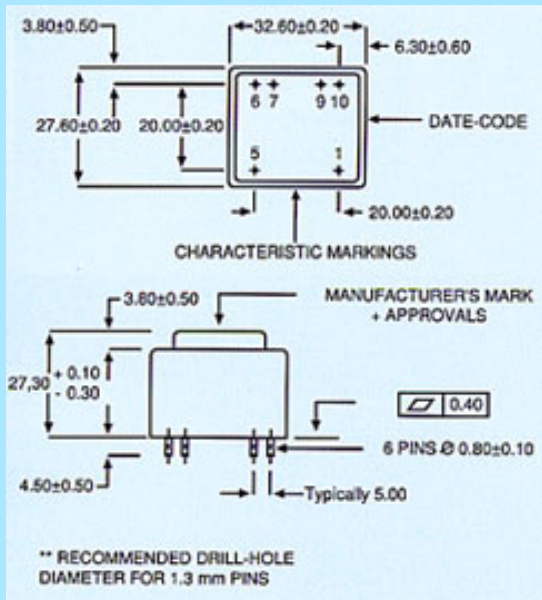 3.80±0.50
32.60±0.20
6.30±0.60
6 7 9 10
27.60±0.20
20.00±0.20
DATE-CODE
5 1
20.00±0.20
CHARACTERISTIC MARKINGS
3.80±0.50
MANUFACTURER'S MARK
+ APPROVALS
27,30 + 0.10
- 0.30
0.40
6 PINS Ø 0.80±0.10
4.50±0.50
Typically 5.00
** RECOMMENDED DRILL-HOLE
DIAMETER FOR 1.3 mm PINS